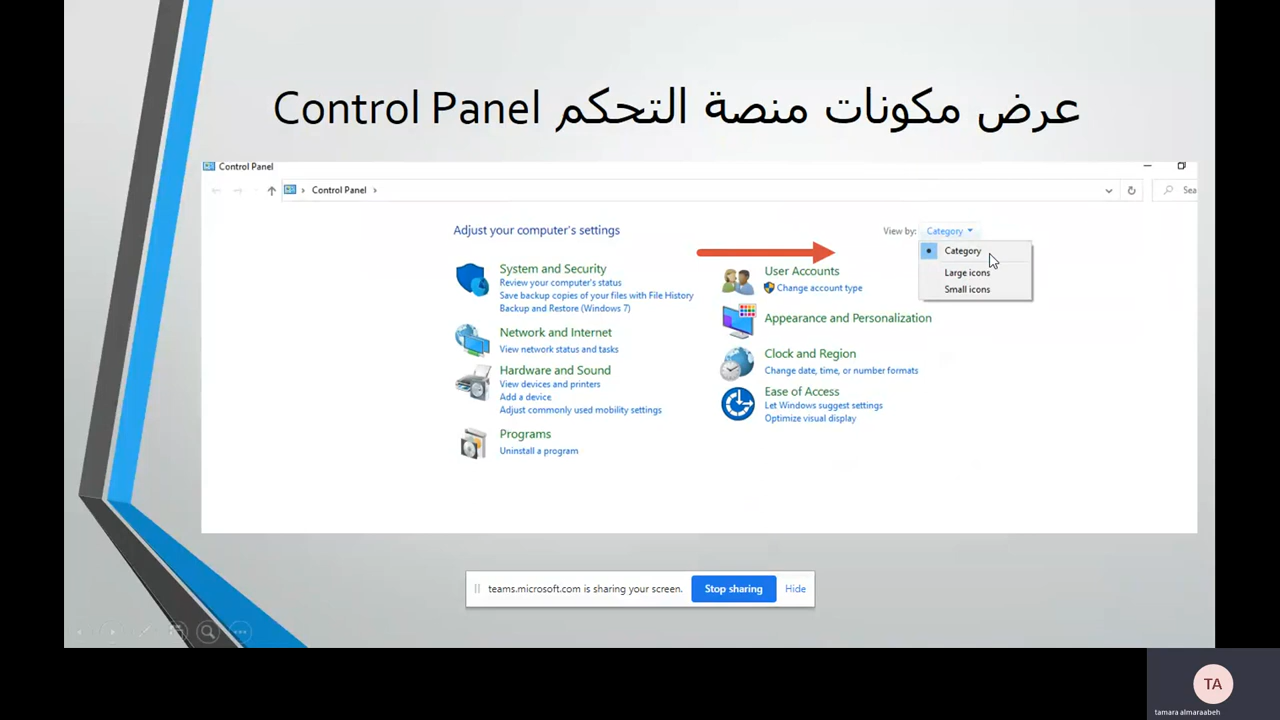 عرض مكونات منصة التحكم Control Panel
Control Panel
Control Panel
Sea
Adjust your computer's settings
View by: Category
Category
Large icons
Small icons
System and Security
Review your computer's status
Save backup copies of your files with File History
Backup and Restore (Windows 7)
Network and Internet
View network status and tasks
Hardware and Sound
View devices and printers
Add a device
Adjust commonly used mobility settings
Programs
Uninstall a program
User Accounts
Change account type
Appearance and Personalization
Clock and Region
Change date, time, or number formats
Ease of Access
Let Windows suggest settings
Optimize visual display
teams.microsoft.com is sharing your screen. Stop sharing Hide
TA
tamara almaraabeh